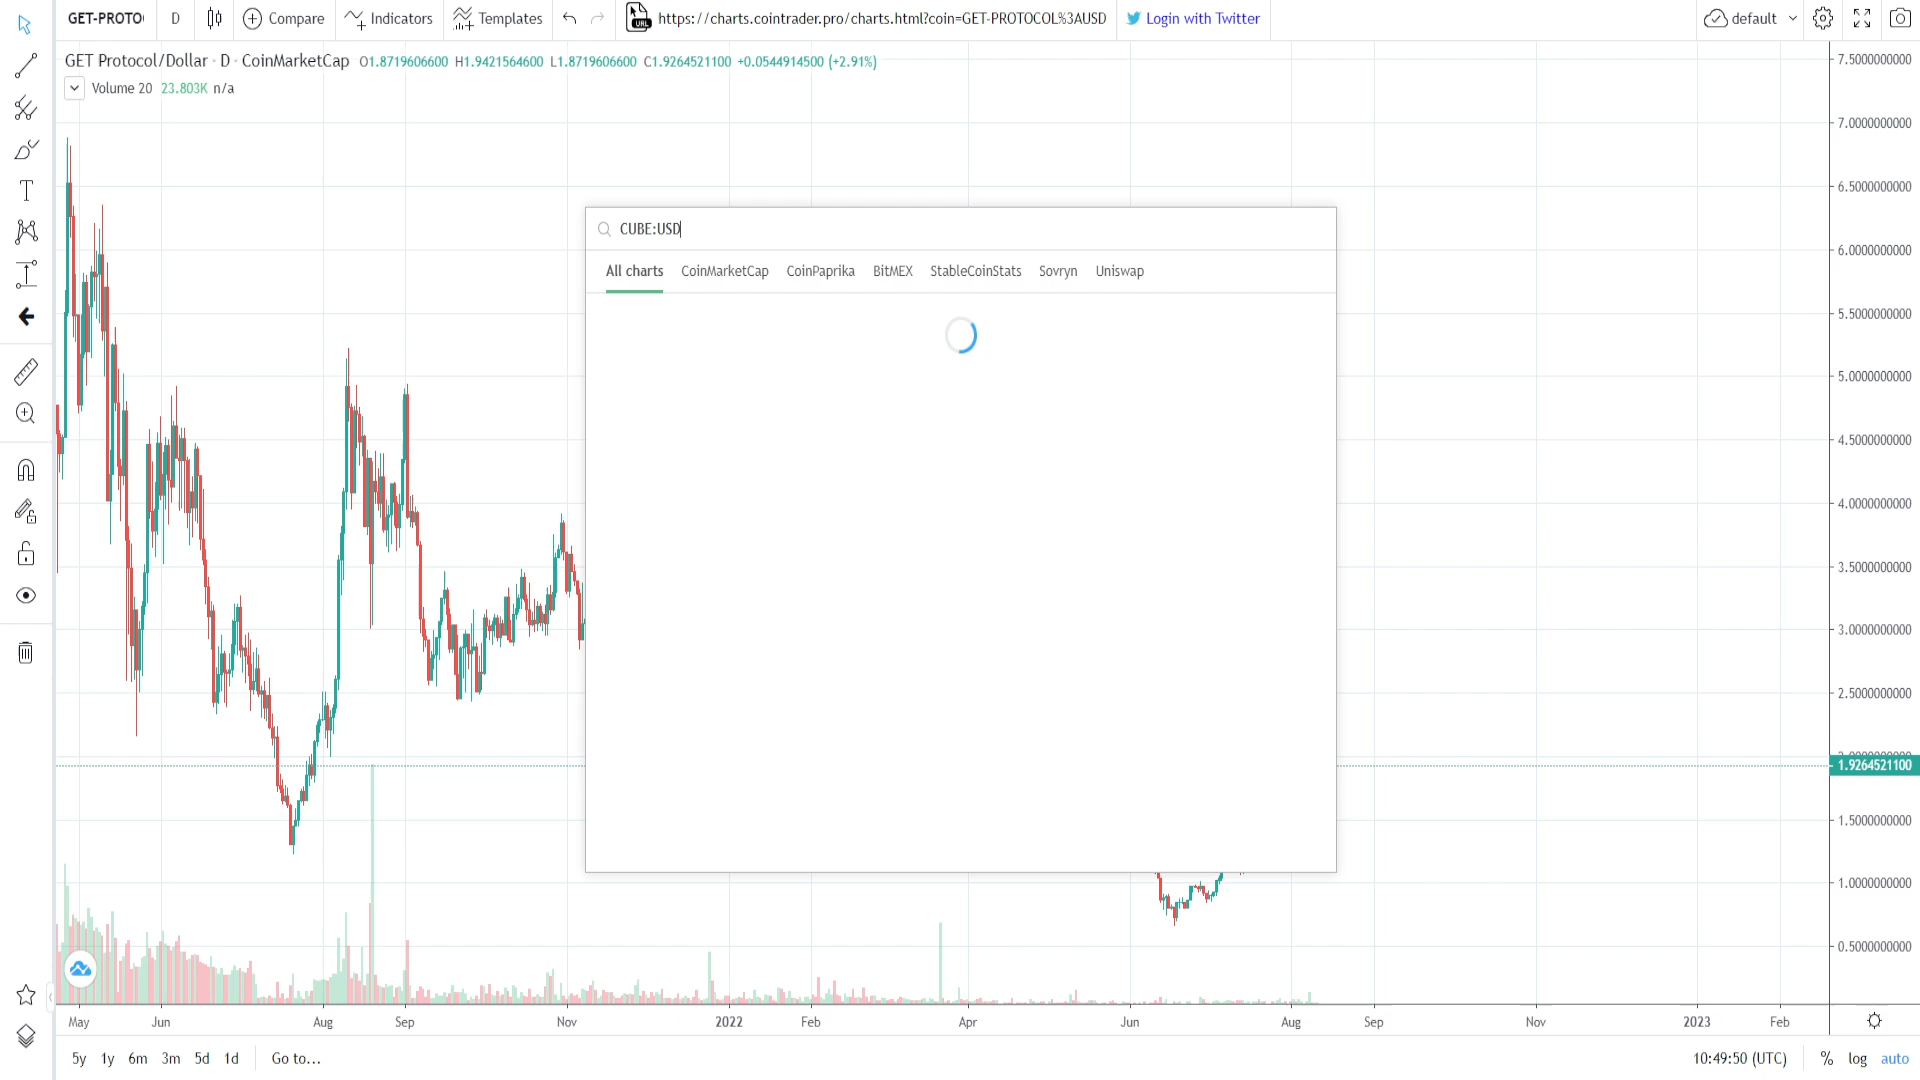 GET-PROTO
D
Compare
Indicators
Templates
URL
https://charts.cointrader.pro/charts.html?coin=GET-PROTOCOL%3AUSD
Login with Twitter
default
GET Protocol/Dollar · D · CoinMarketCap O1.8719606600 H1.9421564600 L1.8719606600 C1.9264521100 +0.0544914500 (+2.91%)
Volume 20 23.803K n/a
CUBE:USD
All charts CoinMarketCap CoinPaprika BitMEX StableCoinStats Sovryn Uniswap
7.5000000000
7.0000000000
6.5000000000
6.0000000000
5.5000000000
5.0000000000
4.5000000000
4.0000000000
3.5000000000
3.0000000000
2.5000000000
1.9264521100
1.5000000000
1.0000000000
0.5000000000
May Jun Aug Sep Nov 2022 Feb Apr Jun Aug Sep Nov 2023 Feb
5y 1y 6m 3m 5d 1d Go to...
10:49:50 (UTC) % log auto